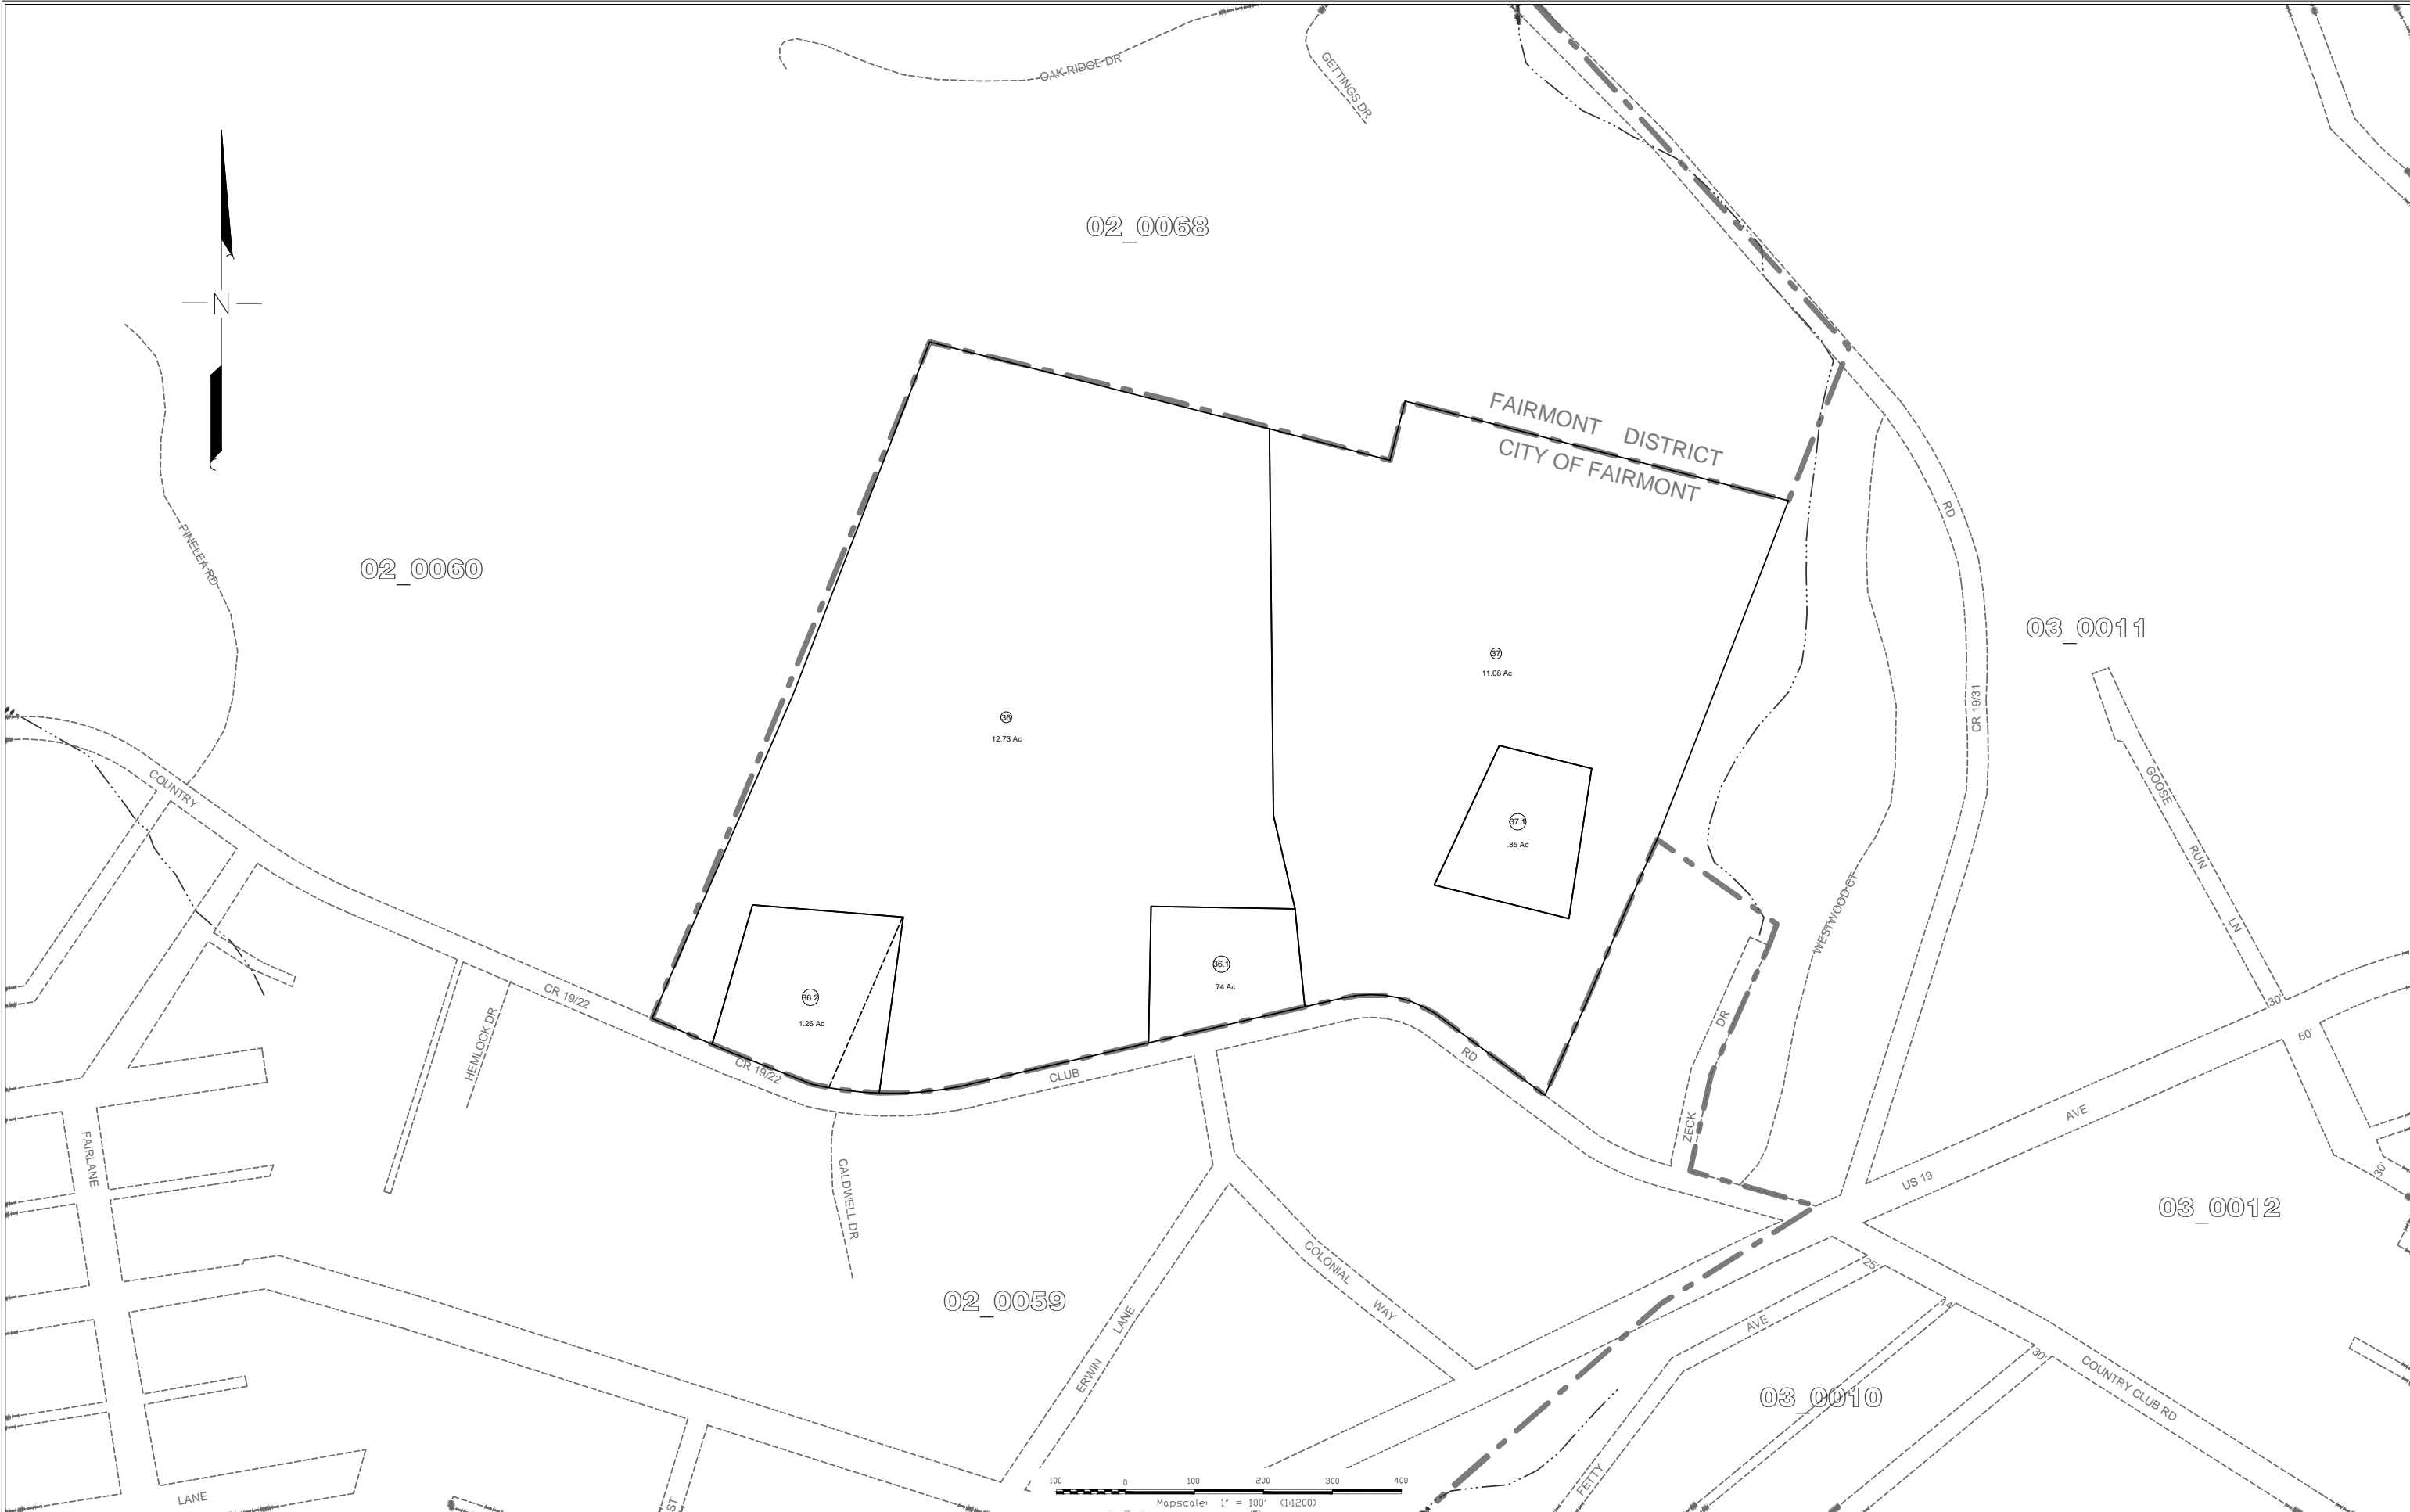 OAK RIDGE DR
GETTINGS DR
02_0068
N
FAIRMONT DISTRICT
CITY OF FAIRMONT
RD
PINELEA RD
02_0060
03_0011
37
11.08 Ac
36
12.73 Ac
CR 19/31
COUNTRY
GOOSE
RUN
LN
37.1
.85 Ac
WESTWOOD CT
36.1
.74 Ac
36.2
1.26 Ac
CR 19/22
HEMLOCK DR
CR 19/22
CLUB
RD
DR
ZECK
30'
60'
AVE
US 19
30'
FAIRLANE
CALDWELL DR
03_0012
COLONIAL
WAY
02_0059
LANE
ERWIN
25'
14'
AVE
30'
COUNTRY CLUB RD
03_0010
FETTY
LANE
ST
100 0 100 200 300 400
Mapscale: 1" = 100' (1:1200)